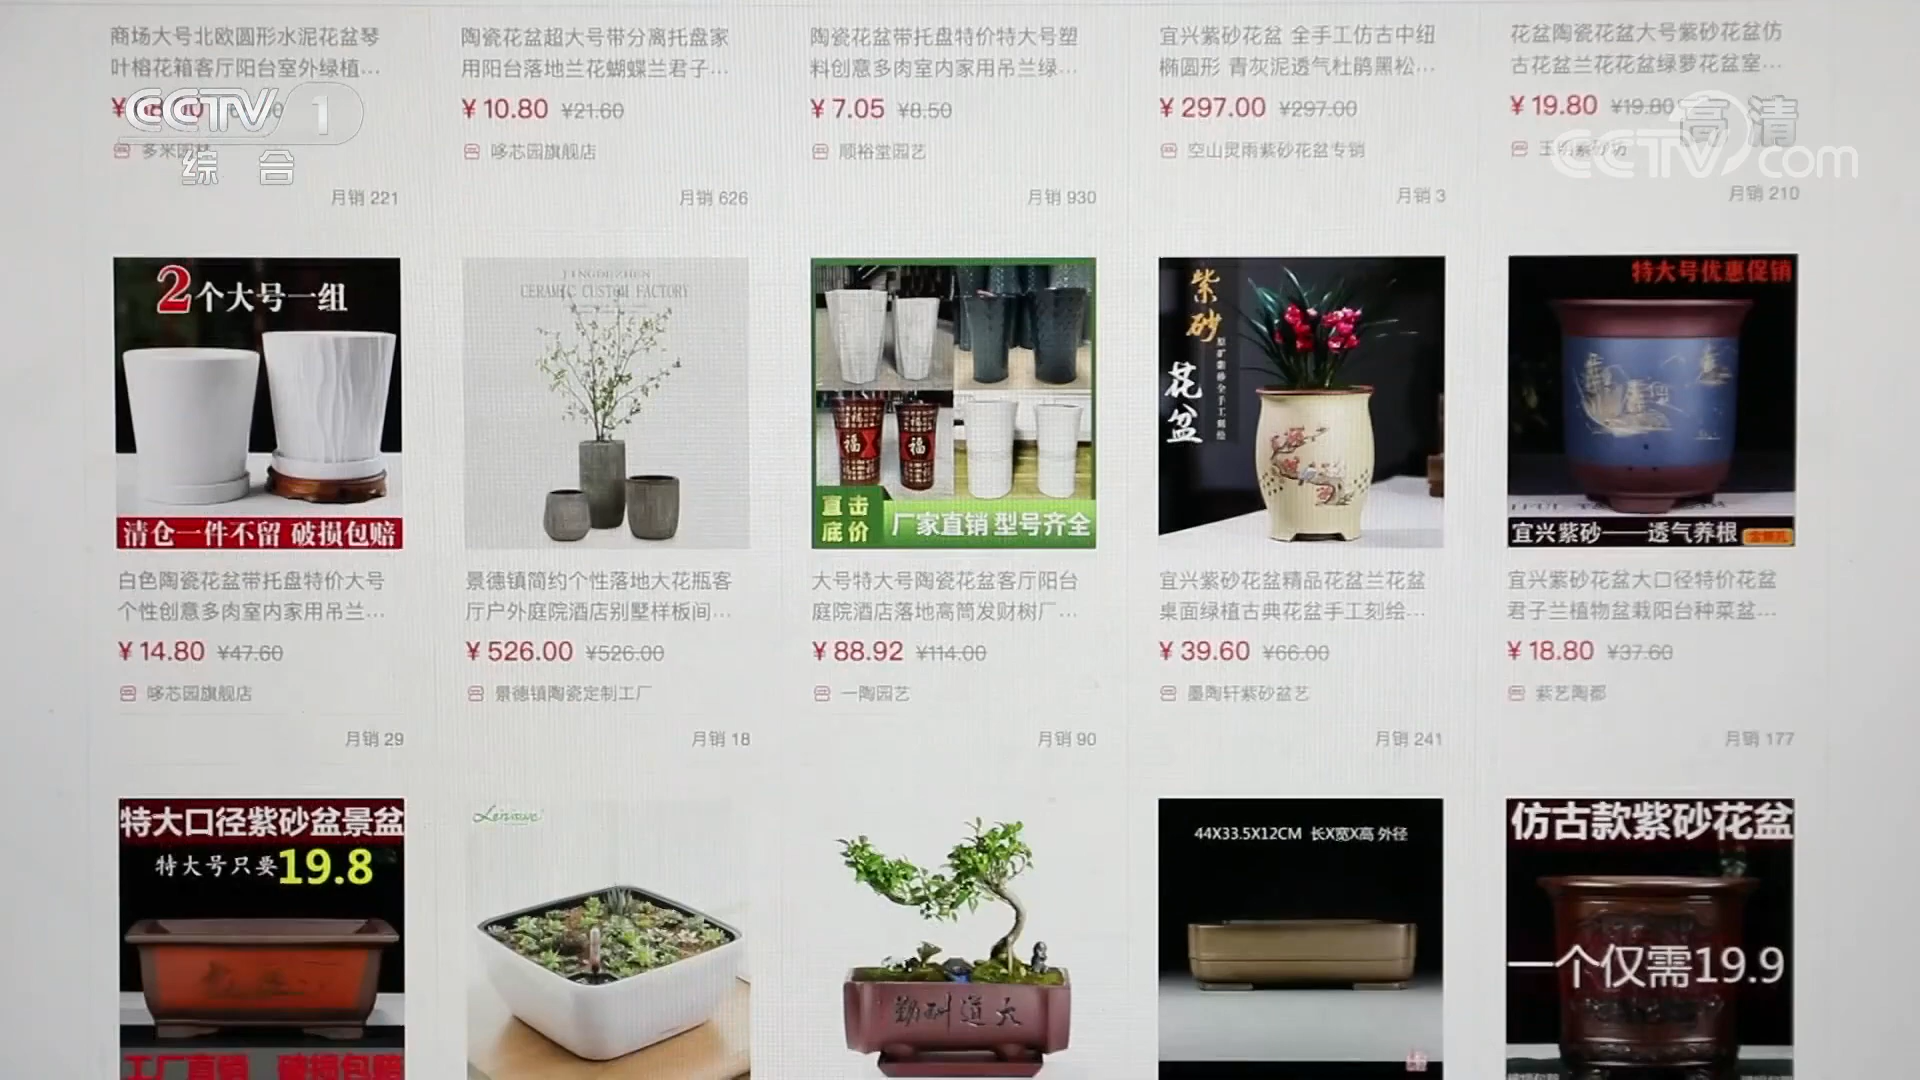 商场大号北欧圆形水泥花盆琴
叶榕花箱客厅阳台室外绿植...
陶瓷花盆超大号带分离托盘家
用阳台落地兰花蝴蝶兰君子...
¥10.80 ¥21.60
哆芯园旗舰店
月销 221
月销 626
陶瓷花盆带托盘特价特大号塑
料创意多肉室内家用吊兰绿...
¥7.05 ¥8.50
顺裕堂园艺
月销 930
宜兴紫砂花盆 全手工仿古中纽
椭圆形 青灰泥透气杜鹃黑松...
¥297.00 ¥297.00
空山灵雨紫砂花盆专销
月销 3
花盆陶瓷花盆大号紫砂花盆仿
古花盆兰花花盆绿萝花盆室...
¥19.80 ¥19.80
月销 210
CCTV 1
综合
高清
CCTV.com
2个大号一组
清仓一件不留 破损包赔
白色陶瓷花盆带托盘特价大号
个性创意多肉室内家用吊兰...
¥14.80 ¥47.60
哆芯园旗舰店
月销 29
JINGDEZHEN
CERAMIC CUSTOM FACTORY
景德镇简约个性落地大花瓶客
厅户外庭院酒店别墅样板间...
¥526.00 ¥526.00
景德镇陶瓷定制工厂
月销 18
福 福
直击
底价
厂家直销 型号齐全
大号特大号陶瓷花盆客厅阳台
庭院酒店落地高筒发财树厂...
¥88.92 ¥114.00
一陶园艺
月销 90
紫砂
花盆
宜兴紫砂花盆精品花盆兰花盆
桌面绿植古典花盆手工刻绘...
¥39.60 ¥66.00
墨陶轩紫砂盆艺
月销 241
特大号优惠促销
宜兴紫砂——透气养根
宜兴紫砂花盆大口径特价花盆
君子兰植物盆栽阳台种菜盆...
¥18.80 ¥37.60
紫艺陶都
月销 177
特大口径紫砂盆景盆
特大号只要19.8
工厂直销 破损包赔
44X33.5X12CM 长X宽X高 外径
仿古款紫砂花盆
一个仅需19.9